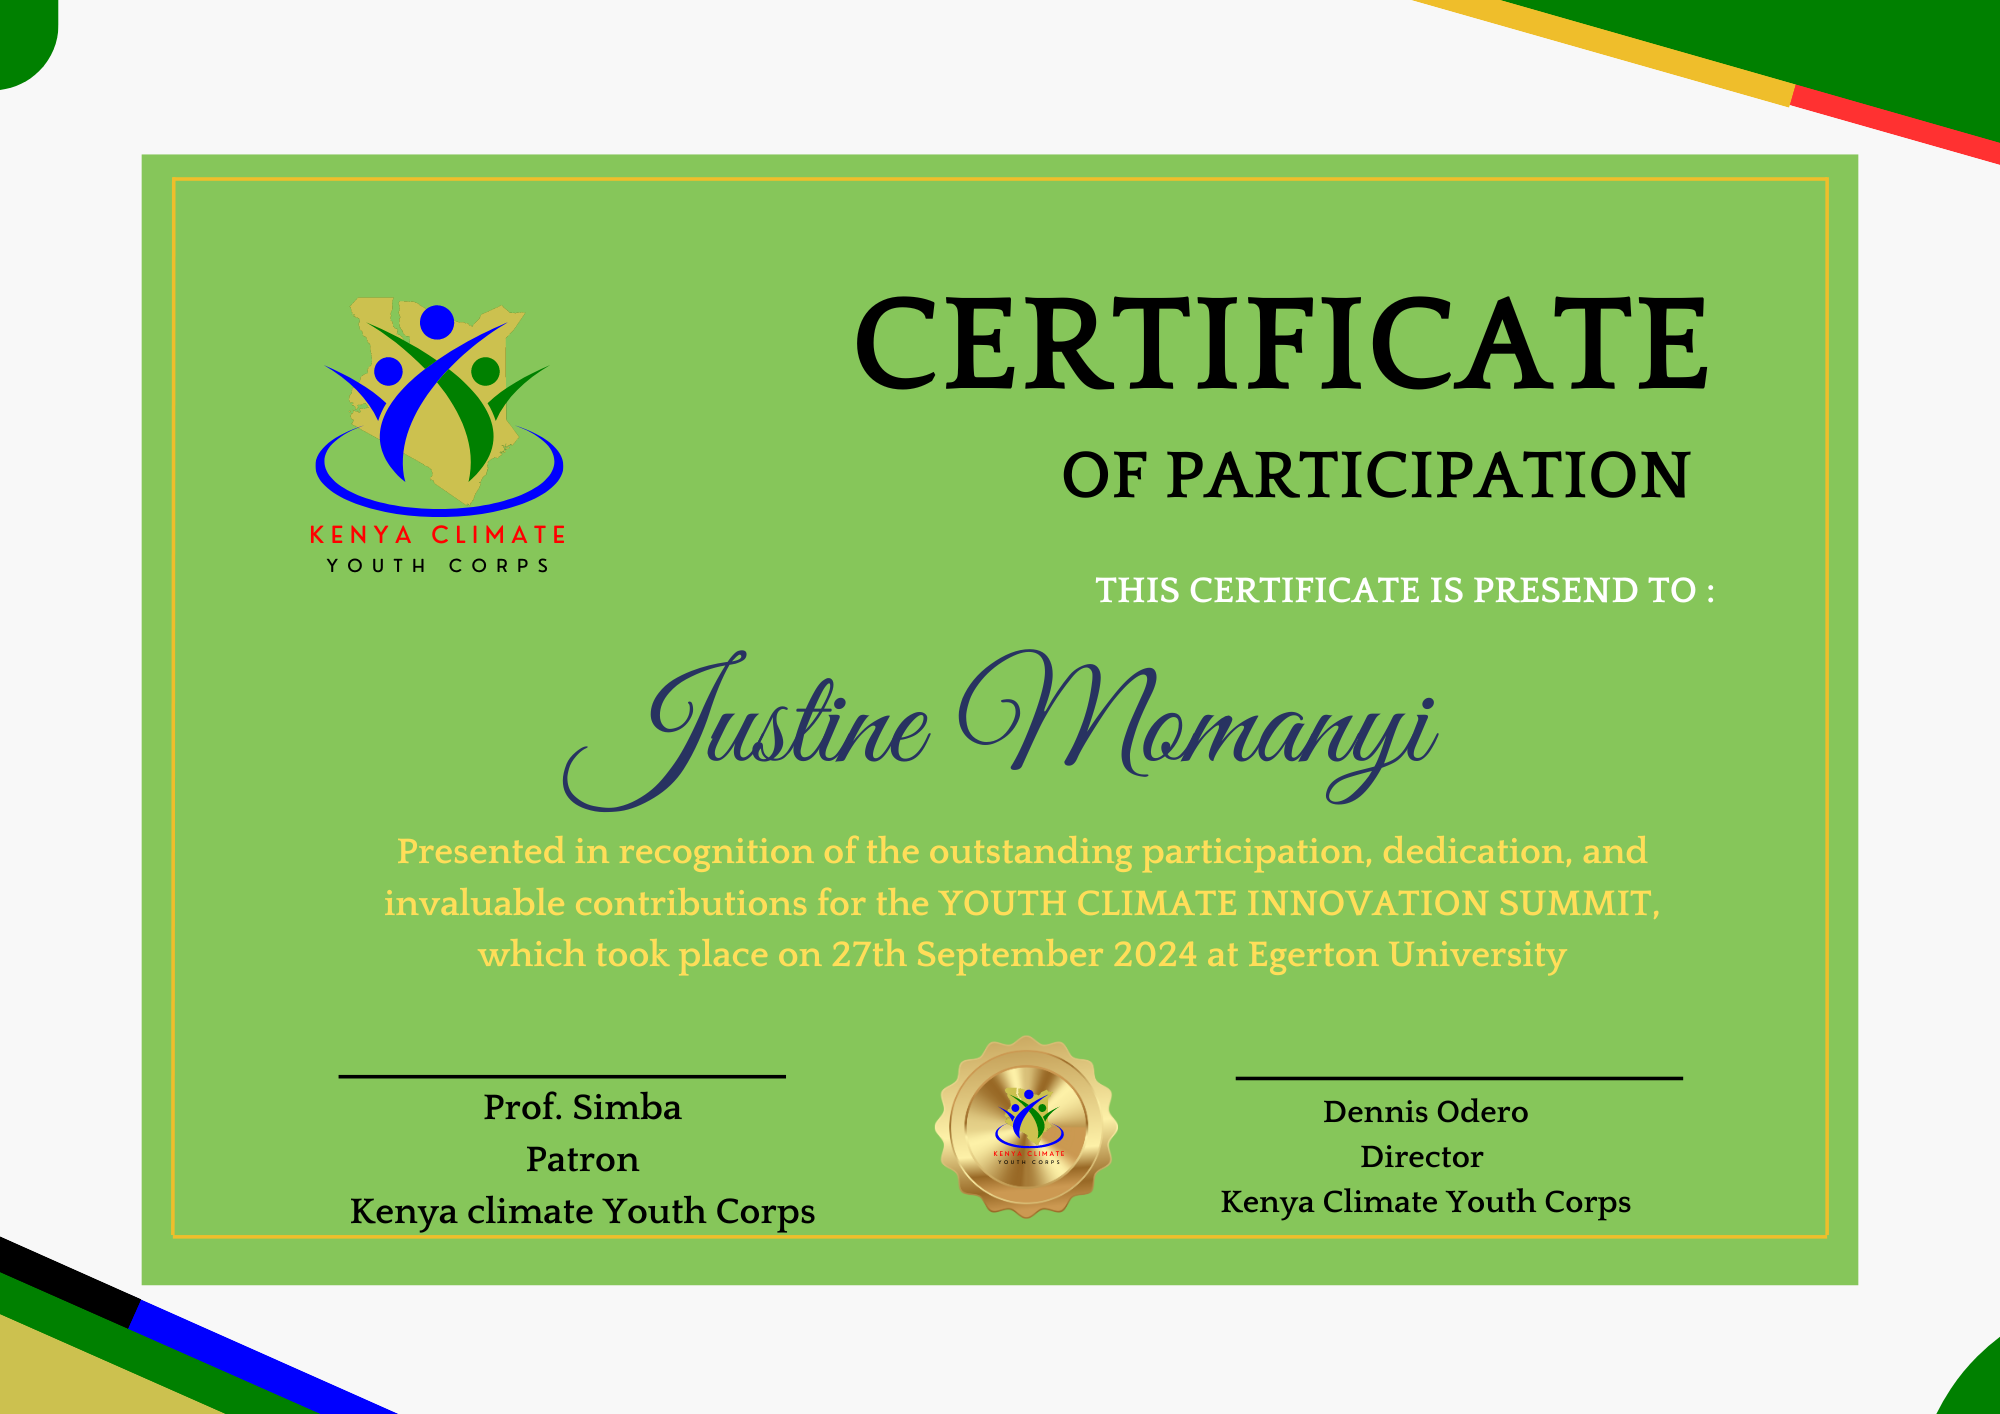 CERTIFICATE
OF PARTICIPATION
KENYA CLIMATE
YOUTH CORPS
THIS CERTIFICATE IS PRESEND TO :
Justine Momanyi
Presented in recognition of the outstanding participation, dedication, and
invaluable contributions for the YOUTH CLIMATE INNOVATION SUMMIT,
which took place on 27th September 2024 at Egerton University
Prof. Simba
Patron
Kenya climate Youth Corps
KENYA CLIMATE
YOUTH CORPS
Dennis Odero
Director
Kenya Climate Youth Corps